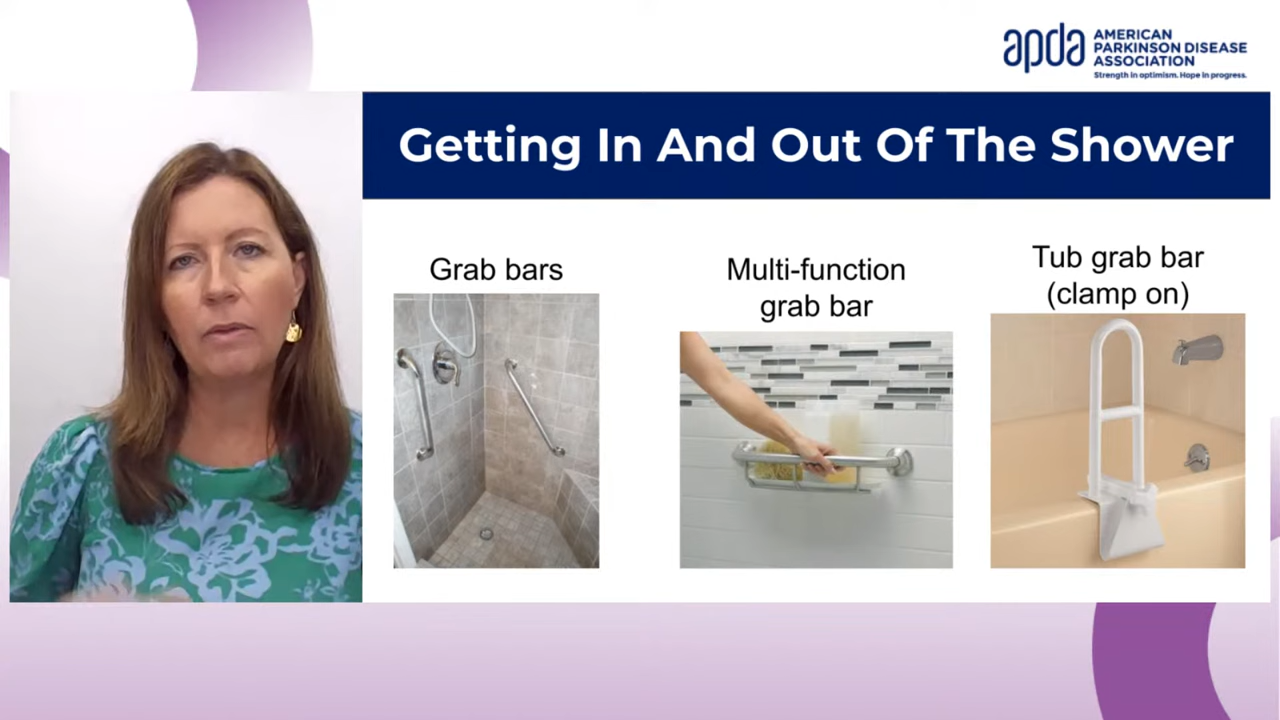 apda
AMERICAN
PARKINSON DISEASE
ASSOCIATION
Strength in optimism. Hope in progress.
Getting In And Out Of The Shower
Grab bars
Multi-function
grab bar
Tub grab bar
(clamp on)